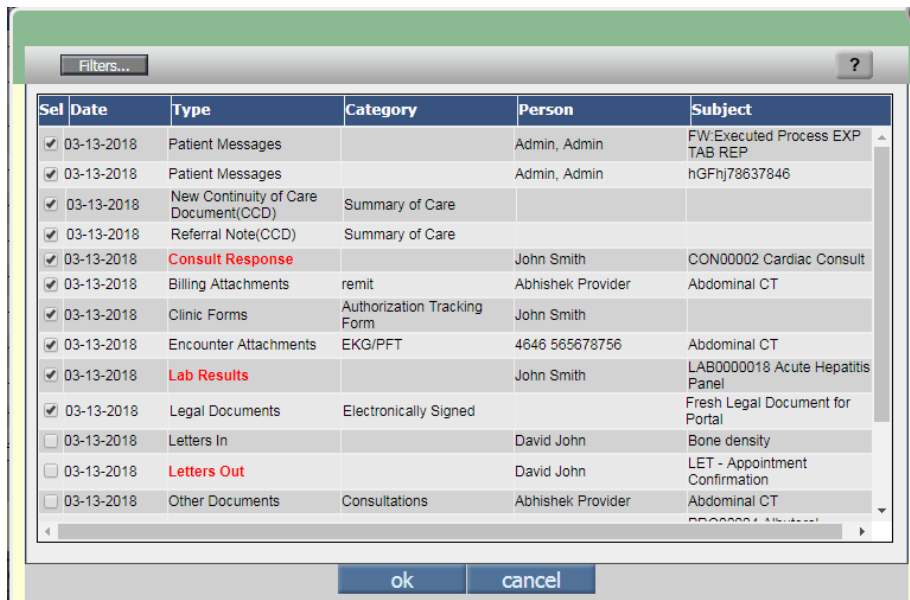 Filters...
?
Sel Date Type Category Person Subject
03-13-2018 Patient Messages Admin, Admin FW:Executed Process EXP
TAB REP
03-13-2018 Patient Messages Admin, Admin hGFhj78637846
03-13-2018 New Continuity of Care
Document(CCD) Summary of Care
03-13-2018 Referral Note(CCD) Summary of Care
03-13-2018 Consult Response John Smith CON00002 Cardiac Consult
03-13-2018 Billing Attachments remit Abhishek Provider Abdominal CT
03-13-2018 Clinic Forms Authorization Tracking
Form John Smith
03-13-2018 Encounter Attachments EKG/PFT 4646 565678756 Abdominal CT
03-13-2018 Lab Results John Smith LAB0000018 Acute Hepatitis
Panel
03-13-2018 Legal Documents Electronically Signed Fresh Legal Document for
Portal
03-13-2018 Letters In David John Bone density
03-13-2018 Letters Out David John LET - Appointment
Confirmation
03-13-2018 Other Documents Consultations Abhishek Provider Abdominal CT
ok cancel